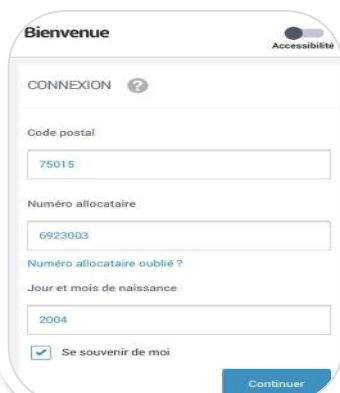 Bienvenue
Accessibilité
CONNEXION ?
Code postal
75015
Numéro allocataire
6923003
Numéro allocataire oublié ?
Jour et mois de naissance
2004
Se souvenir de moi
Continuer